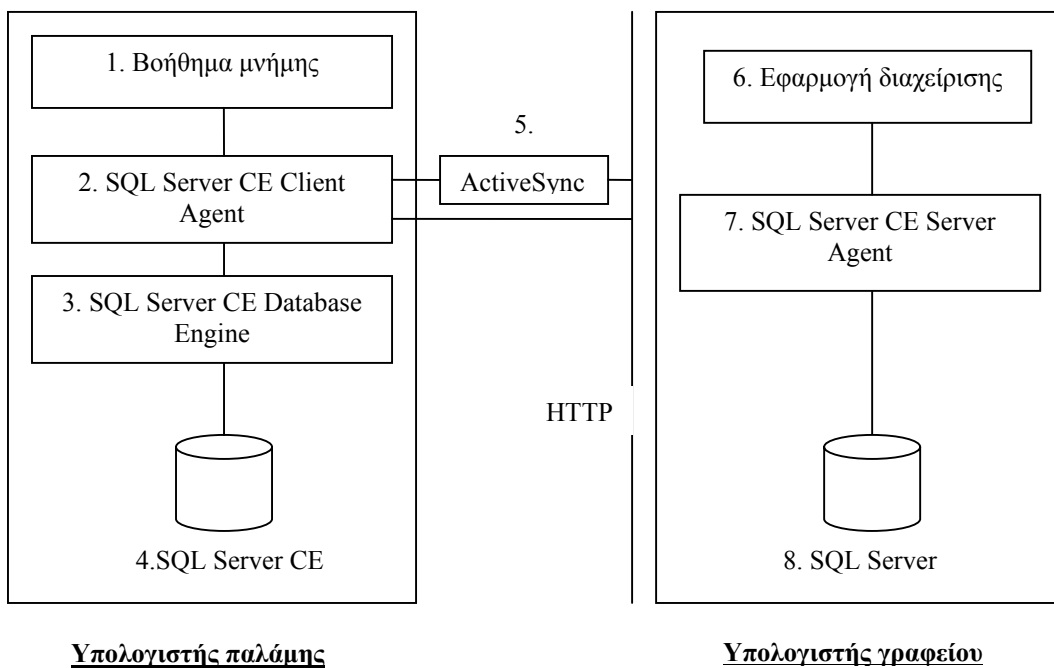 1. Βοήθημα μνήμης
2. SQL Server CE Client
Agent
3. SQL Server CE Database
Engine
4.SQL Server CE
Υπολογιστής παλάμης
5.
ActiveSync
HTTP
6. Εφαρμογή διαχείρισης
7. SQL Server CE Server
Agent
8. SQL Server
Υπολογιστής γραφείου